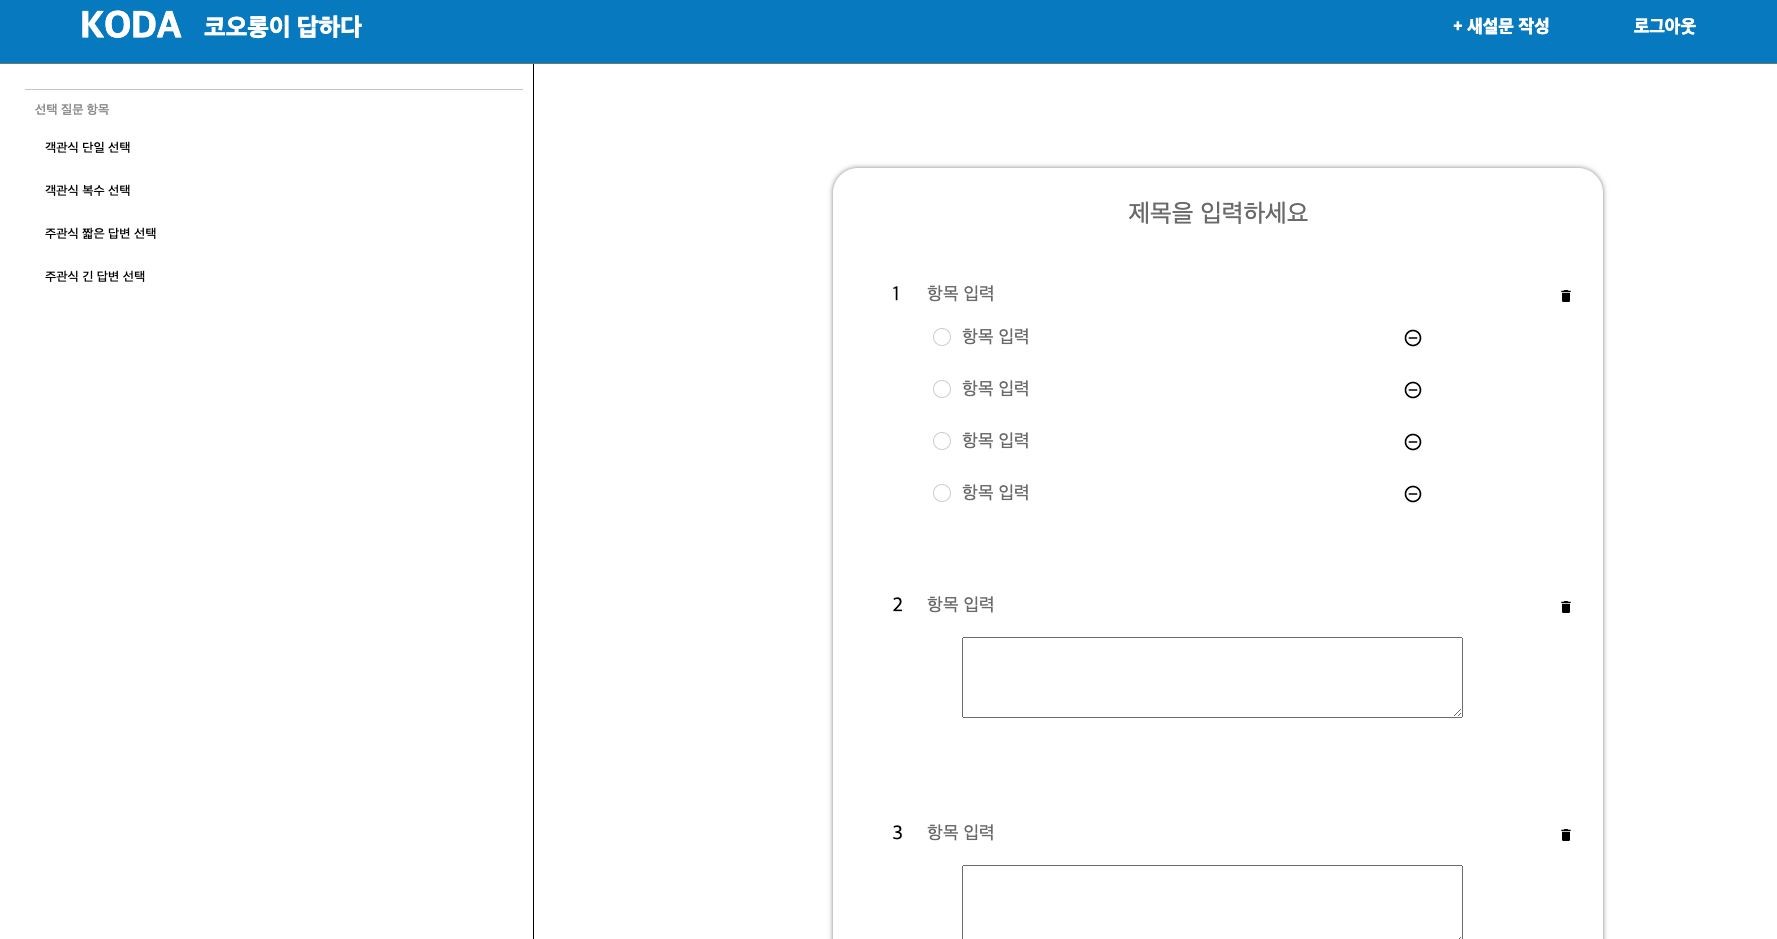 KODA 코오롱이 답하다
+ 새설문 작성
로그아웃
선택 질문 항목
객관식 단일 선택
객관식 복수 선택
주관식 짧은 답변 선택
주관식 긴 답변 선택
제목을 입력하세요
1 항목 입력
항목 입력
항목 입력
항목 입력
항목 입력
2 항목 입력
3 항목 입력